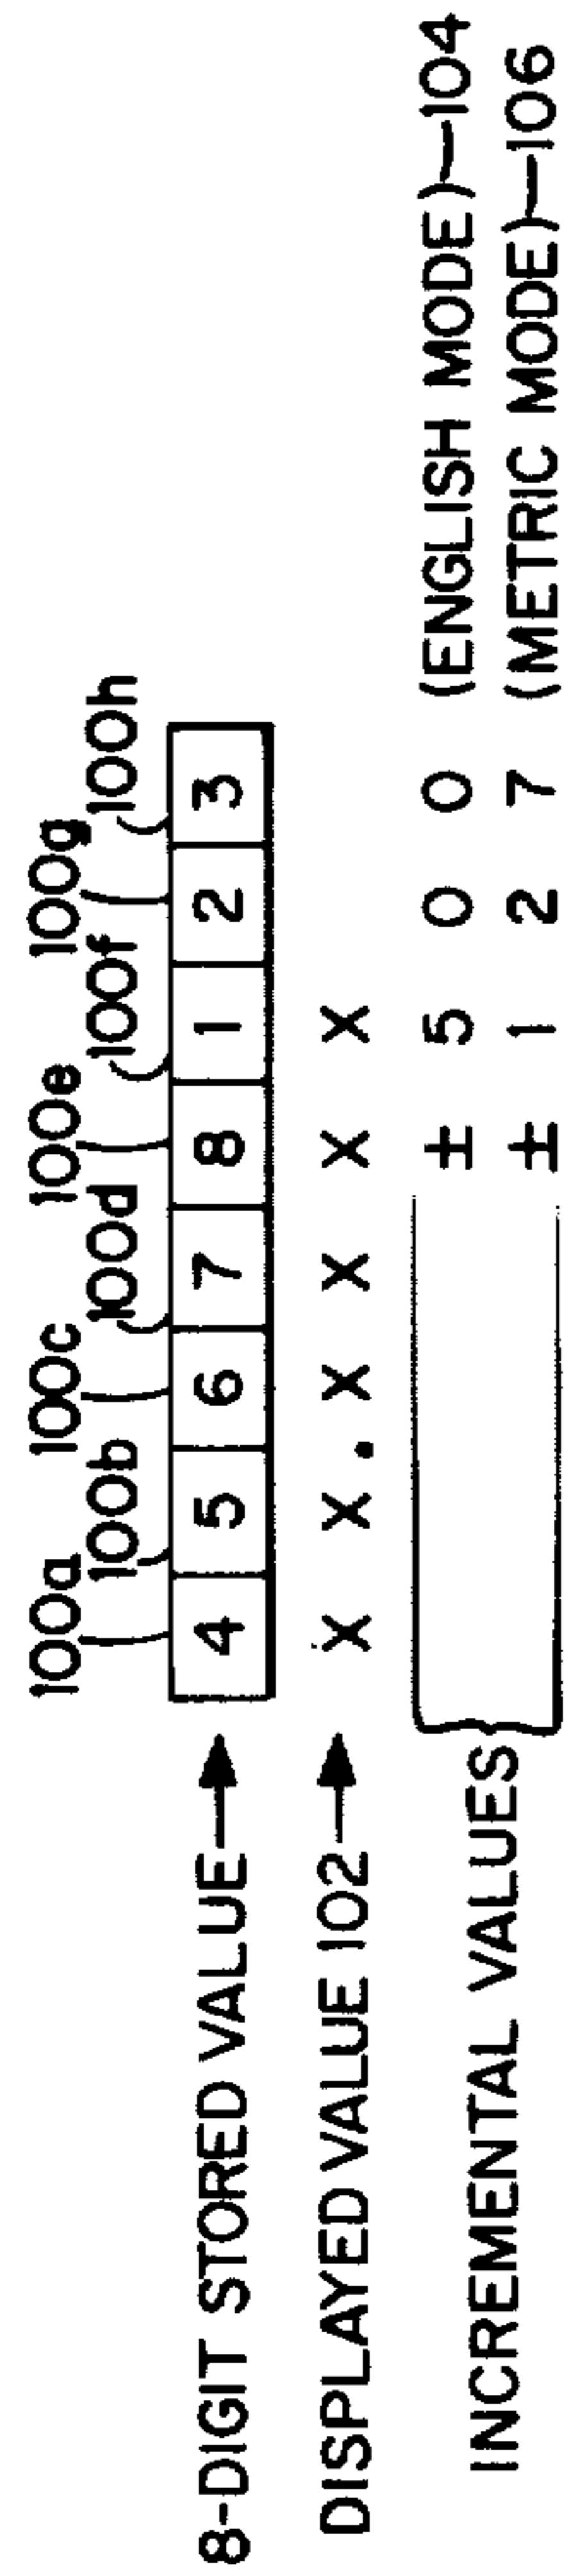 100a 100c 100e 100g
100b 100d 100f 100h
8-DIGIT STORED VALUE 4 5 6 7 8 1 2 3
DISPLAYED VALUE 102 X X . X X X X
INCREMENTAL VALUES
± 5 0 0 (ENGLISH MODE)—104
± 1 2 7 (METRIC MODE)—106